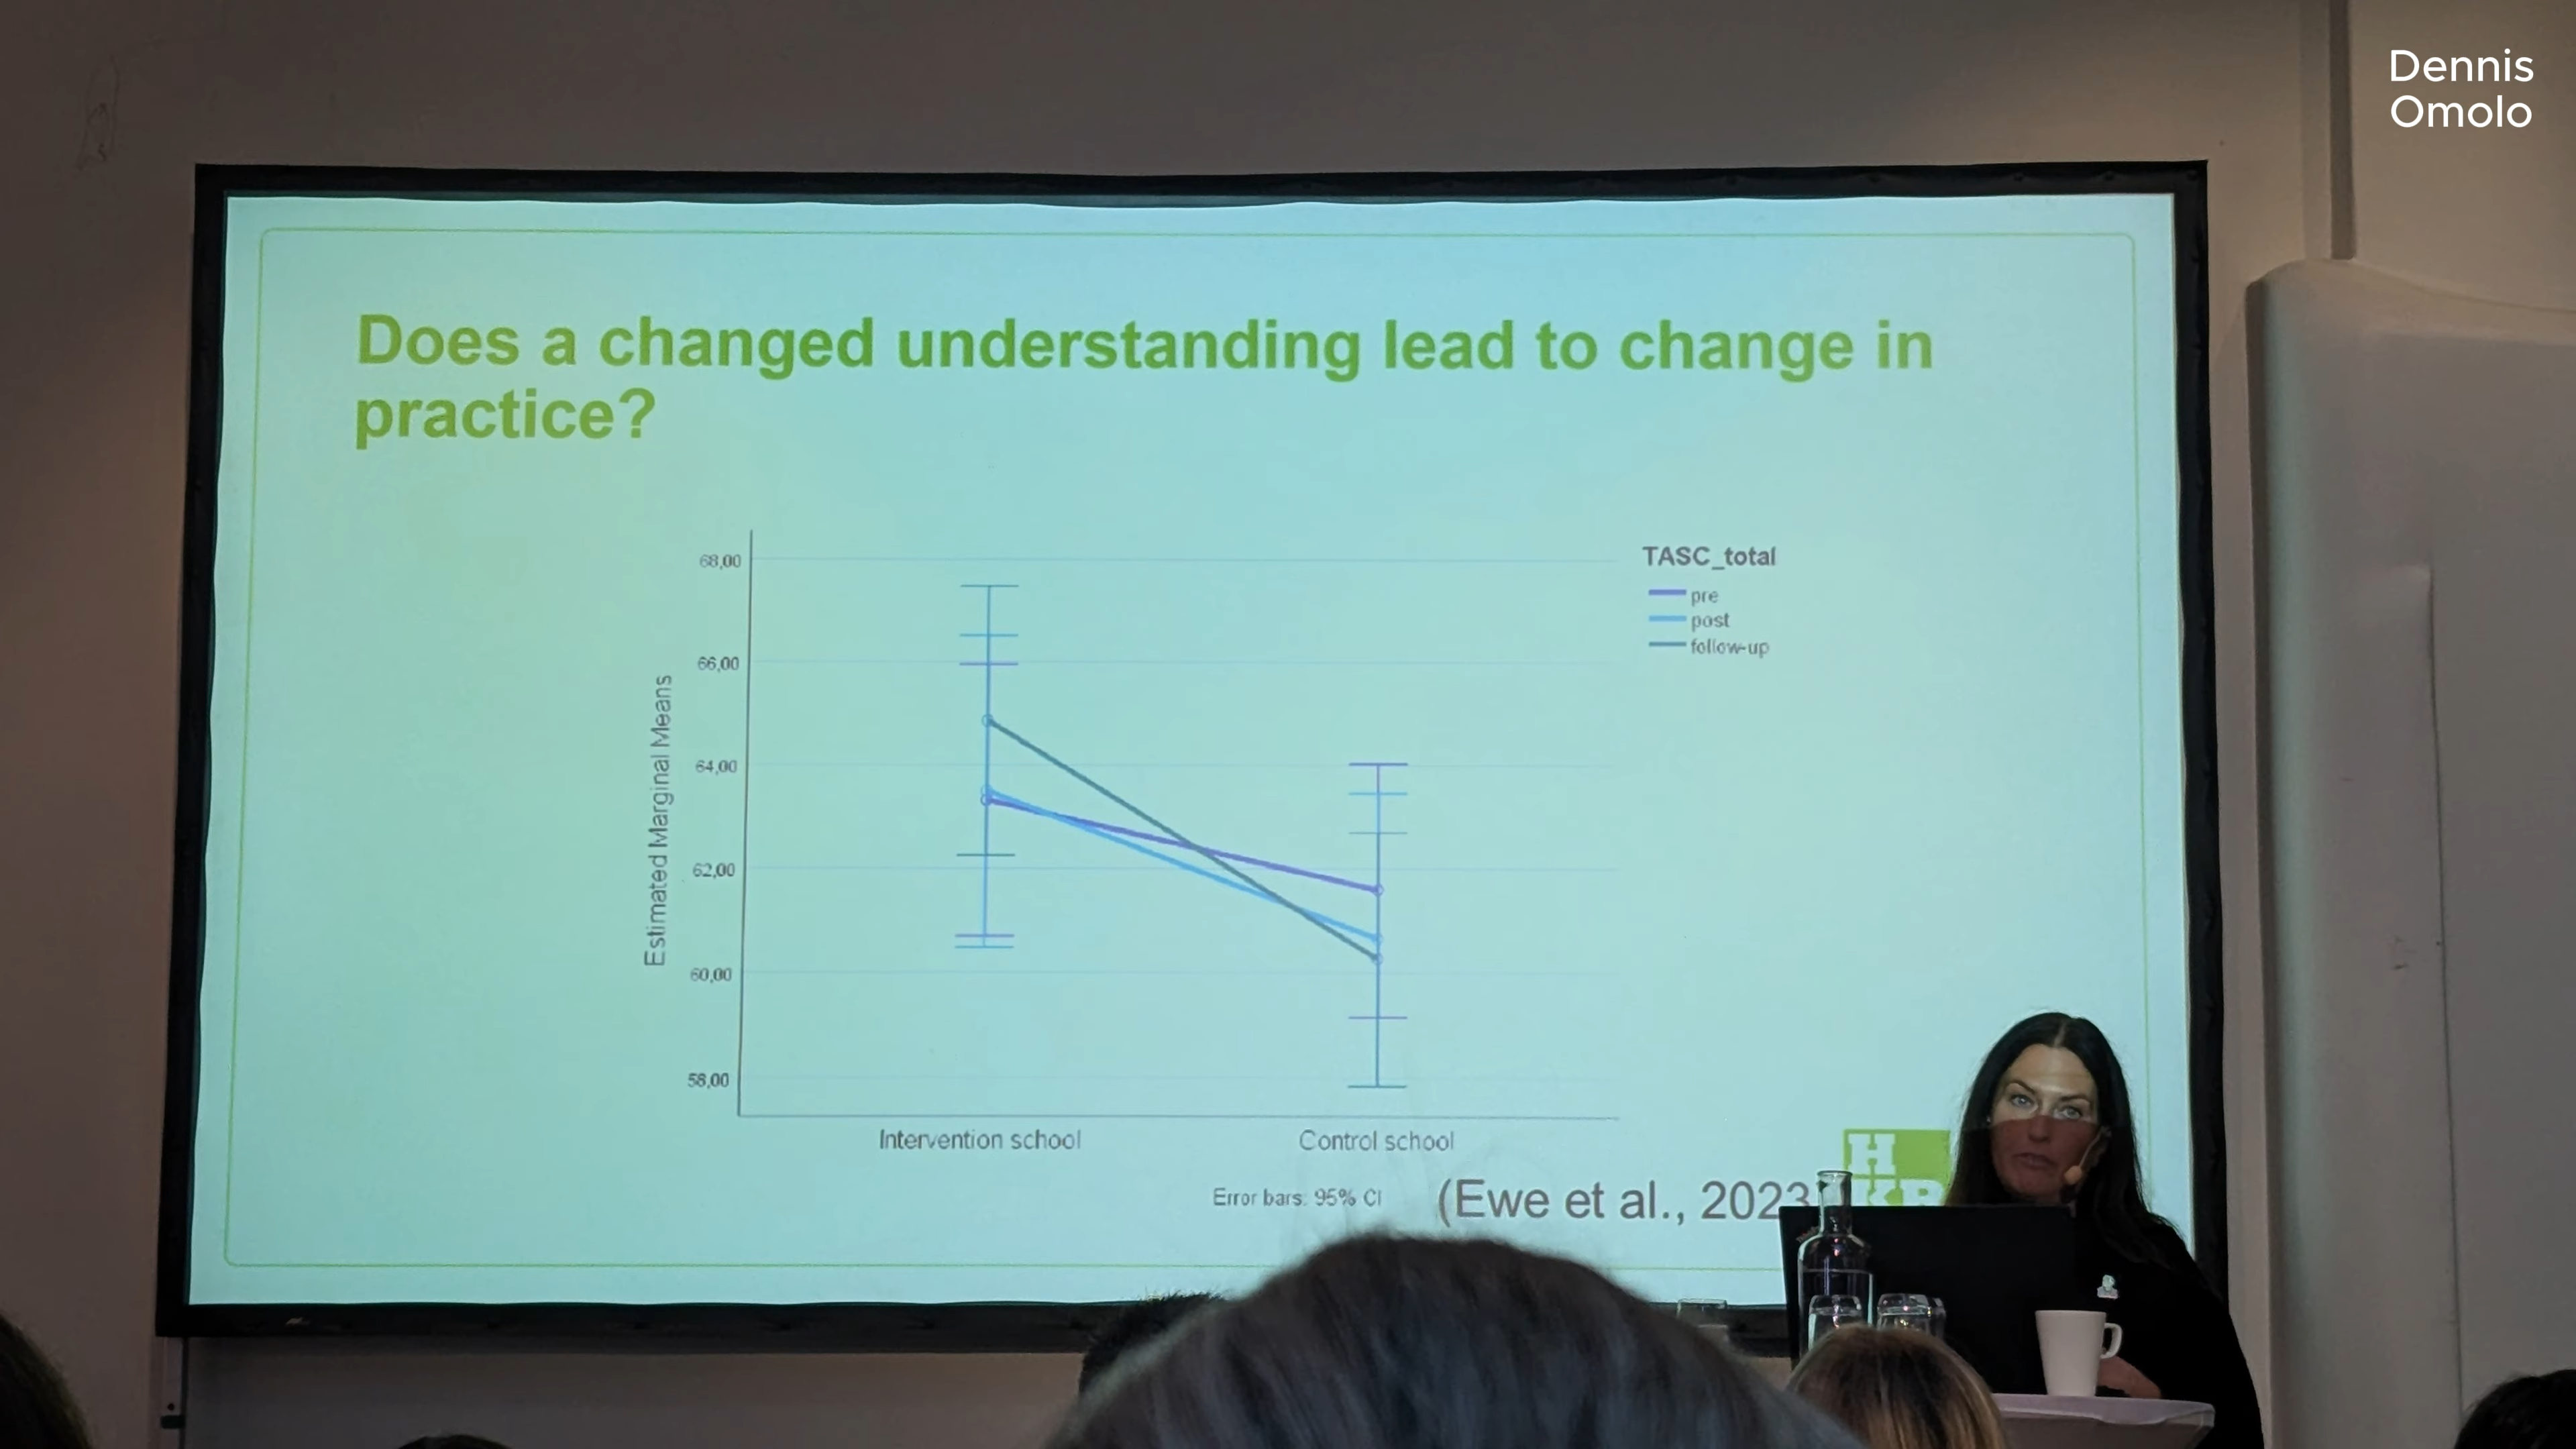 Dennis
Omolo
Does a changed understanding lead to change in
practice?
TASC_total
pre
post
follow-up
Estimated Marginal Means
68,00
66,00
64,00
62,00
60,00
58,00
Intervention school
Control school
Error bars: 95% CI
(Ewe et al., 2023
H